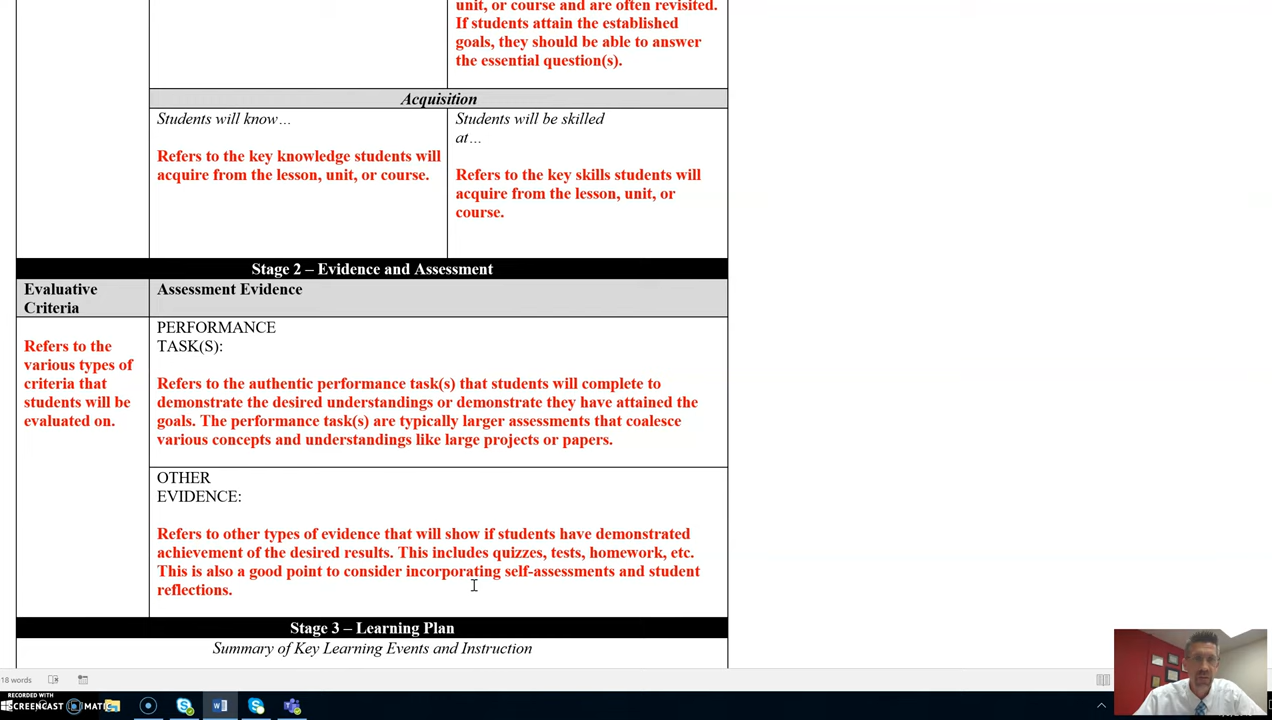 unit, or course and are often revisited.
If students attain the established
goals, they should be able to answer
the essential question(s).
Acquisition
Students will know…
Refers to the key knowledge students will
acquire from the lesson, unit, or course.
Students will be skilled
at…
Refers to the key skills students will
acquire from the lesson, unit, or
course.
Stage 2 – Evidence and Assessment
Evaluative
Criteria
Assessment Evidence
Refers to the
various types of
criteria that
students will be
evaluated on.
PERFORMANCE
TASK(S):
Refers to the authentic performance task(s) that students will complete to
demonstrate the desired understandings or demonstrate they have attained the
goals. The performance task(s) are typically larger assessments that coalesce
various concepts and understandings like large projects or papers.
OTHER
EVIDENCE:
Refers to other types of evidence that will show if students have demonstrated
achievement of the desired results. This includes quizzes, tests, homework, etc.
This is also a good point to consider incorporating self-assessments and student
reflections.
Stage 3 – Learning Plan
Summary of Key Learning Events and Instruction
18 words
RECORDED WITH
SCREENCAST MATIC